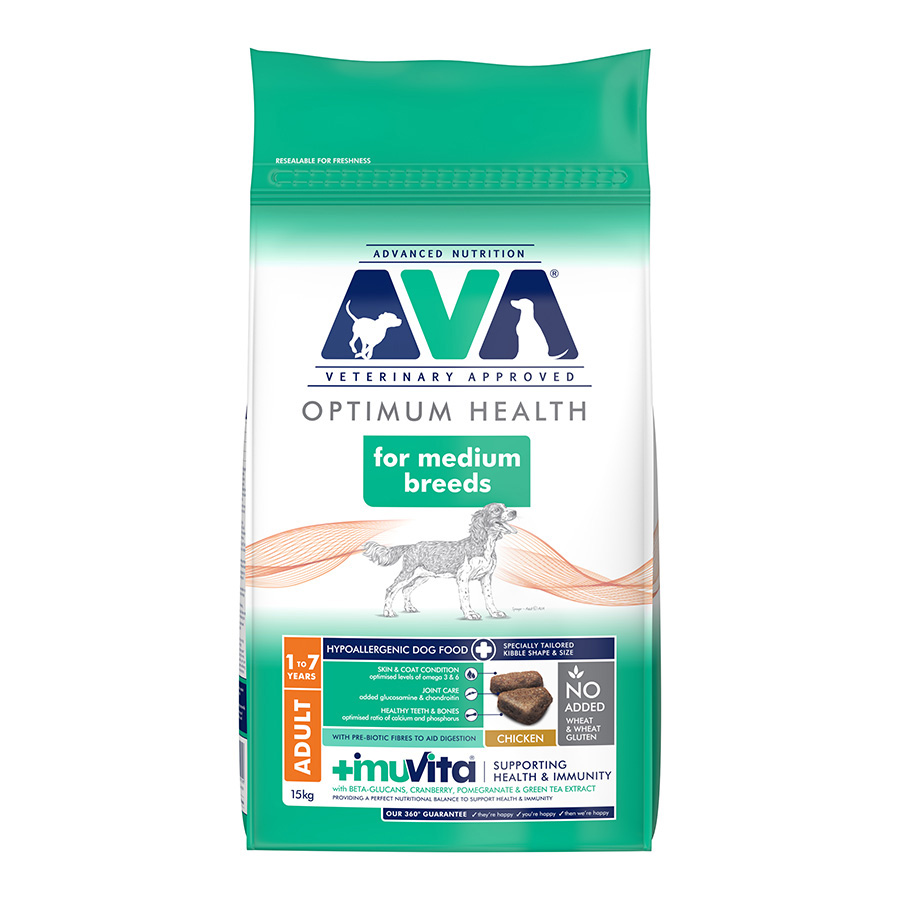 RESEALABLE FOR FRESHNESS
ADVANCED NUTRITION
AVA®
VETERINARY APPROVED
OPTIMUM HEALTH
for medium
breeds
1 TO 7
YEARS
ADULT
15kg
HYPOALLERGENIC DOG FOOD
SPECIALLY TAILORED
KIBBLE SHAPE & SIZE
SKIN & COAT CONDITION
optimised levels of omega 3 & 6
JOINT CARE
added glucosamine & chondroitin
HEALTHY TEETH & BONES
optimised ratio of calcium and phosphorus
WITH PRE-BIOTIC FIBRES TO AID DIGESTION
CHICKEN
NO
ADDED
WHEAT
& WHEAT
GLUTEN
+imuVita®
SUPPORTING
HEALTH & IMMUNITY
with BETA-GLUCANS, CRANBERRY, POMEGRANATE & GREEN TEA EXTRACT
PROVIDING A PERFECT NUTRITIONAL BALANCE TO SUPPORT HEALTH & IMMUNITY
OUR 360° GUARANTEE ✓ they're happy ✓ you're happy ✓ then we're happy